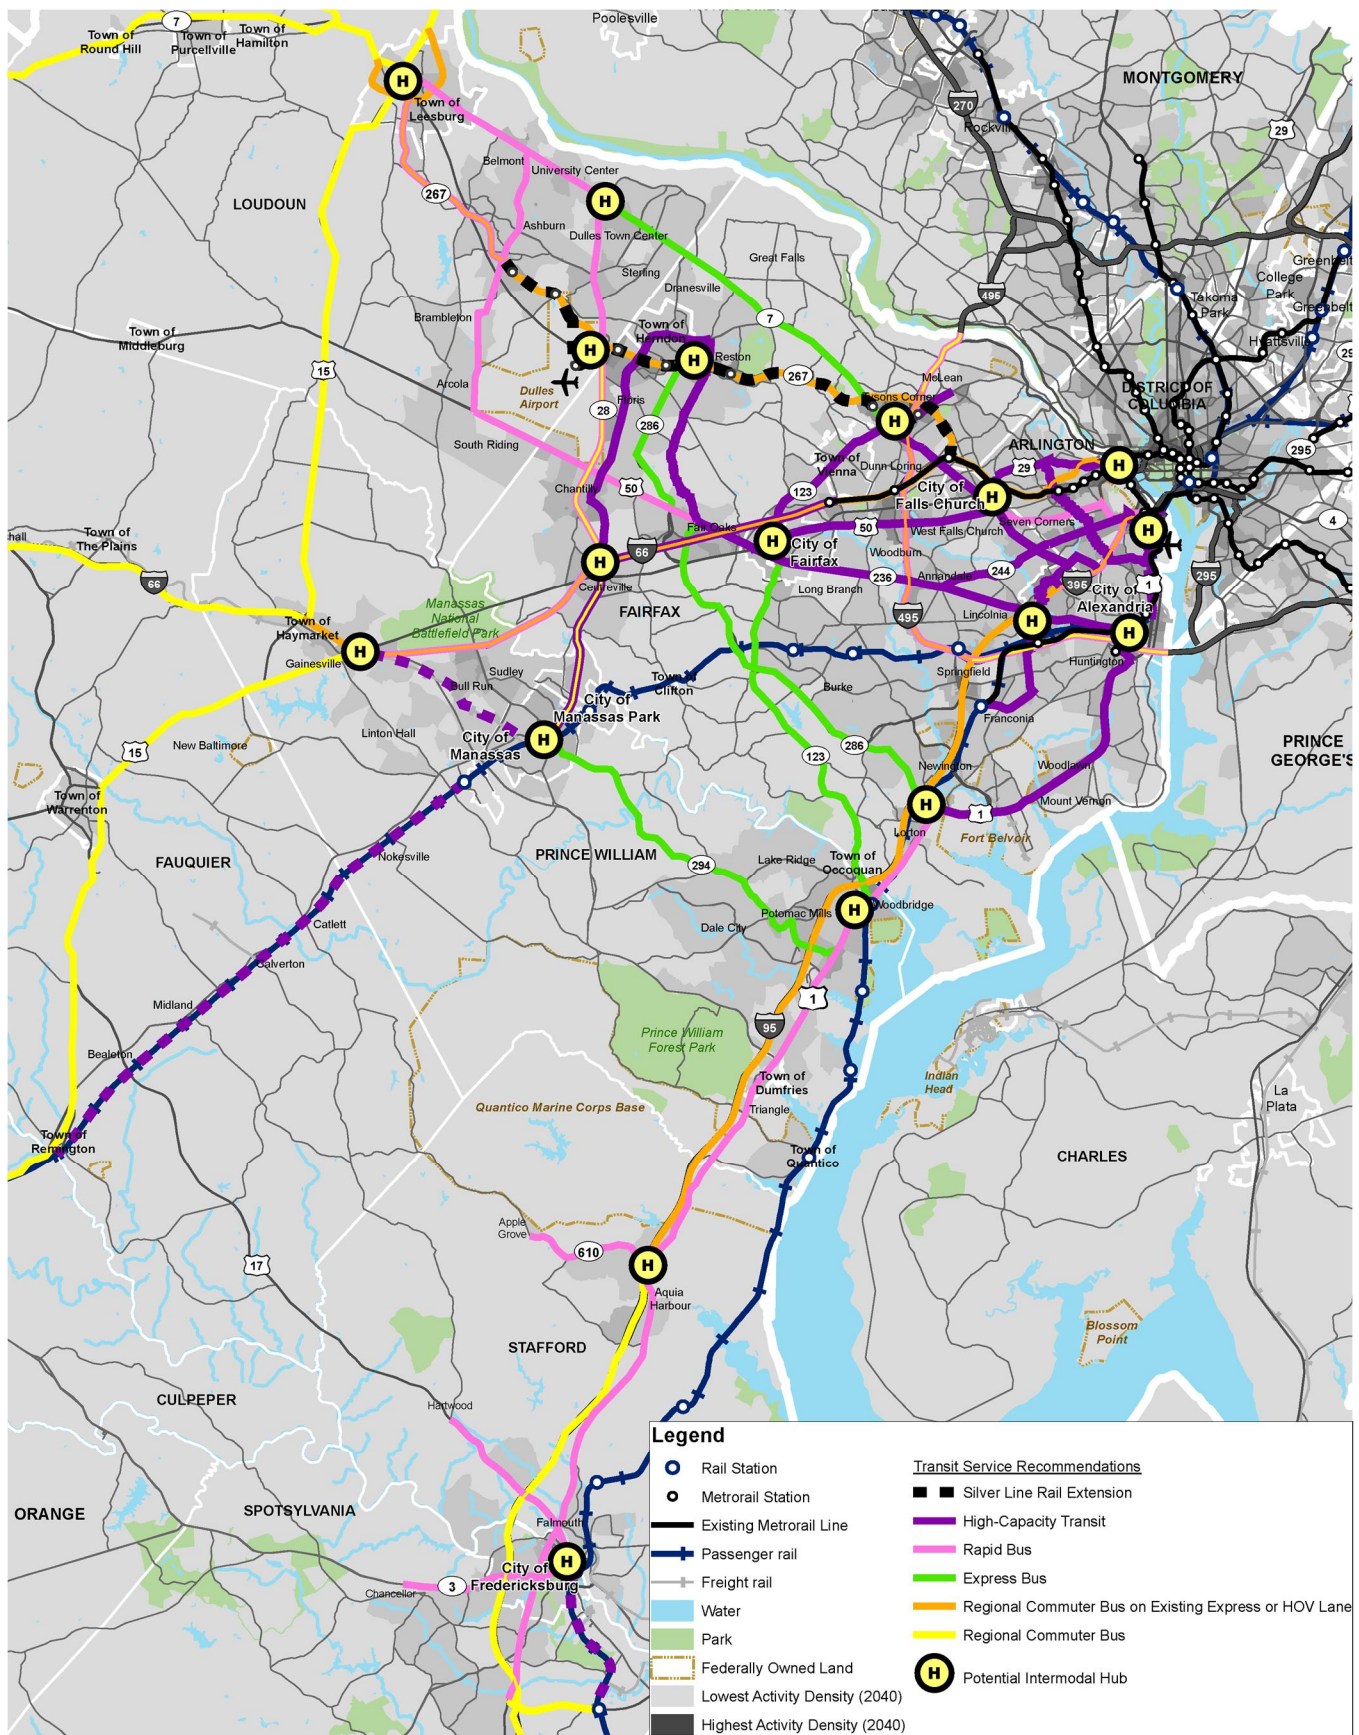 Poolesville
7
Town of
Round Hill
Town of
Purcellville
Town of
Hamilton
MONTGOMERY
270
29
Town of
Leesburg
Belmont
University Center
267
LOUDOUN
Ashburn
Dulles Town Center
Great Falls
Sterling
Dranesville
495
College
Park
Takoma
Park
Brambleton
Town of
Herndon
7
Town of
Middleburg
15
Reston
267
McLean
Arcola
Dulles
Airport
Floris
28
286
Tysons Corner
DISTRICT OF
COLUMBIA
ARLINGTON
295
South Riding
Town of
Vienna
Dunn Loring
29
Chantilly
50
123
City of
Falls Church
Seven Corners
4
Fair Oaks
50
West Falls Church
Town of
The Plains
66
66
City of
Fairfax
Woodburn
236
Annandale
244
395
1
295
Centreville
Long Branch
City of
Alexandria
Manassas
National
Battlefield Park
FAIRFAX
495
Lincolnia
Town of
Haymarket
Gainesville
Huntington
Sudley
Bull Run
Town of
Clifton
Burke
Springfield
City of
Manassas Park
Franconia
Linton Hall
City of
Manassas
15
New Baltimore
123
286
Newington
Woodlawn
Mount Vernon
1
PRINCE
GEORGE'S
Town of
Warrenton
Lorton
Fort Belvoir
FAUQUIER
Nokesville
PRINCE WILLIAM
294
Lake Ridge
Town of
Occoquan
Potomac Mills
Woodbridge
Catlett
Dale City
Calverton
Midland
1
95
Prince William
Forest Park
Bealeton
Town of
Dumfries
Triangle
Indian
Head
La
Plata
Quantico Marine Corps Base
Town of
Remington
Town of
Quantico
CHARLES
Apple
Grove
610
17
Aquia
Harbour
Blossom
Point
STAFFORD
CULPEPER
Hartwood
ORANGE
SPOTSYLVANIA
Falmouth
City of
Fredericksburg
Chancellor
3
Legend
Rail Station
Metrorail Station
Existing Metrorail Line
Passenger rail
Freight rail
Water
Park
Federally Owned Land
Lowest Activity Density (2040)
Highest Activity Density (2040)
Transit Service Recommendations
Silver Line Rail Extension
High-Capacity Transit
Rapid Bus
Express Bus
Regional Commuter Bus on Existing Express or HOV Lane
Regional Commuter Bus
H
Potential Intermodal Hub